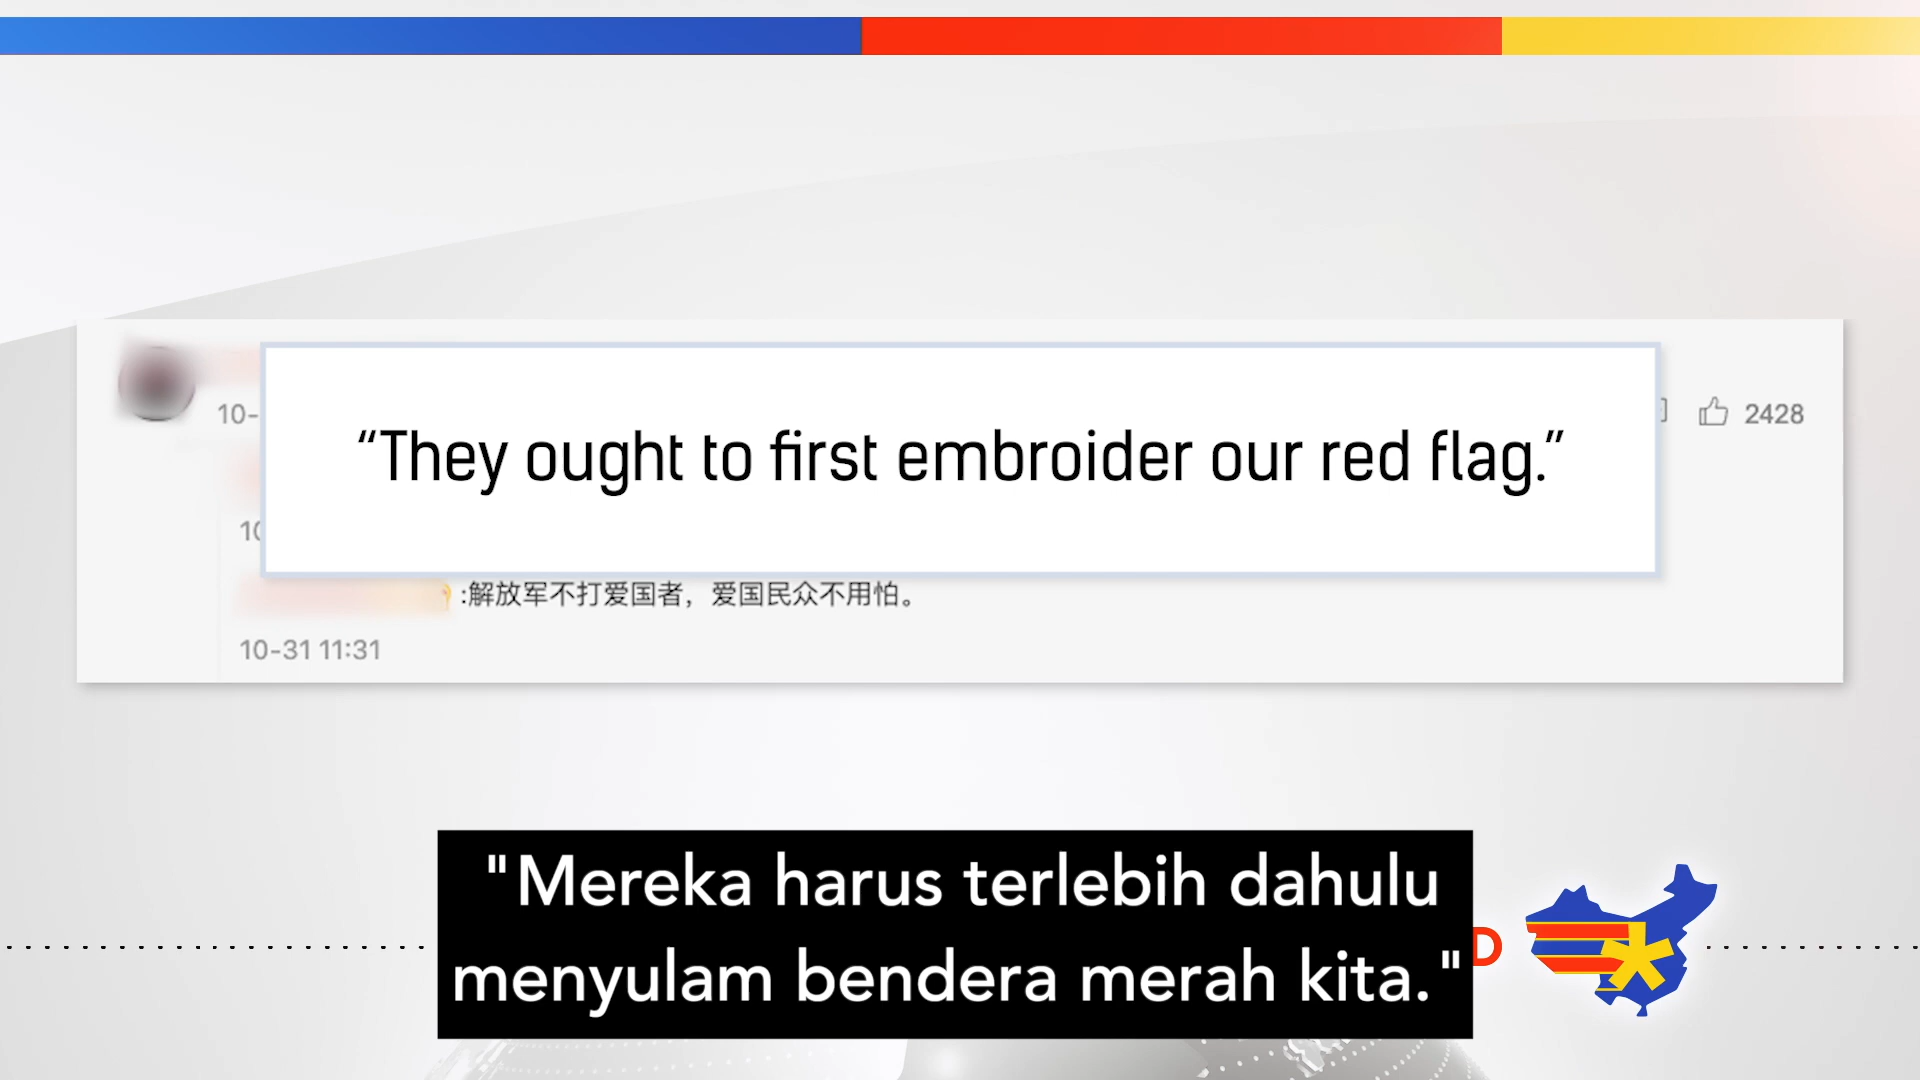 10-
“They ought to first embroider our red flag.”
2428
10
:解放军不打爱国者，爱国民众不用怕。
10-31 11:31
"Mereka harus terlebih dahulu
menyulam bendera merah kita."
D